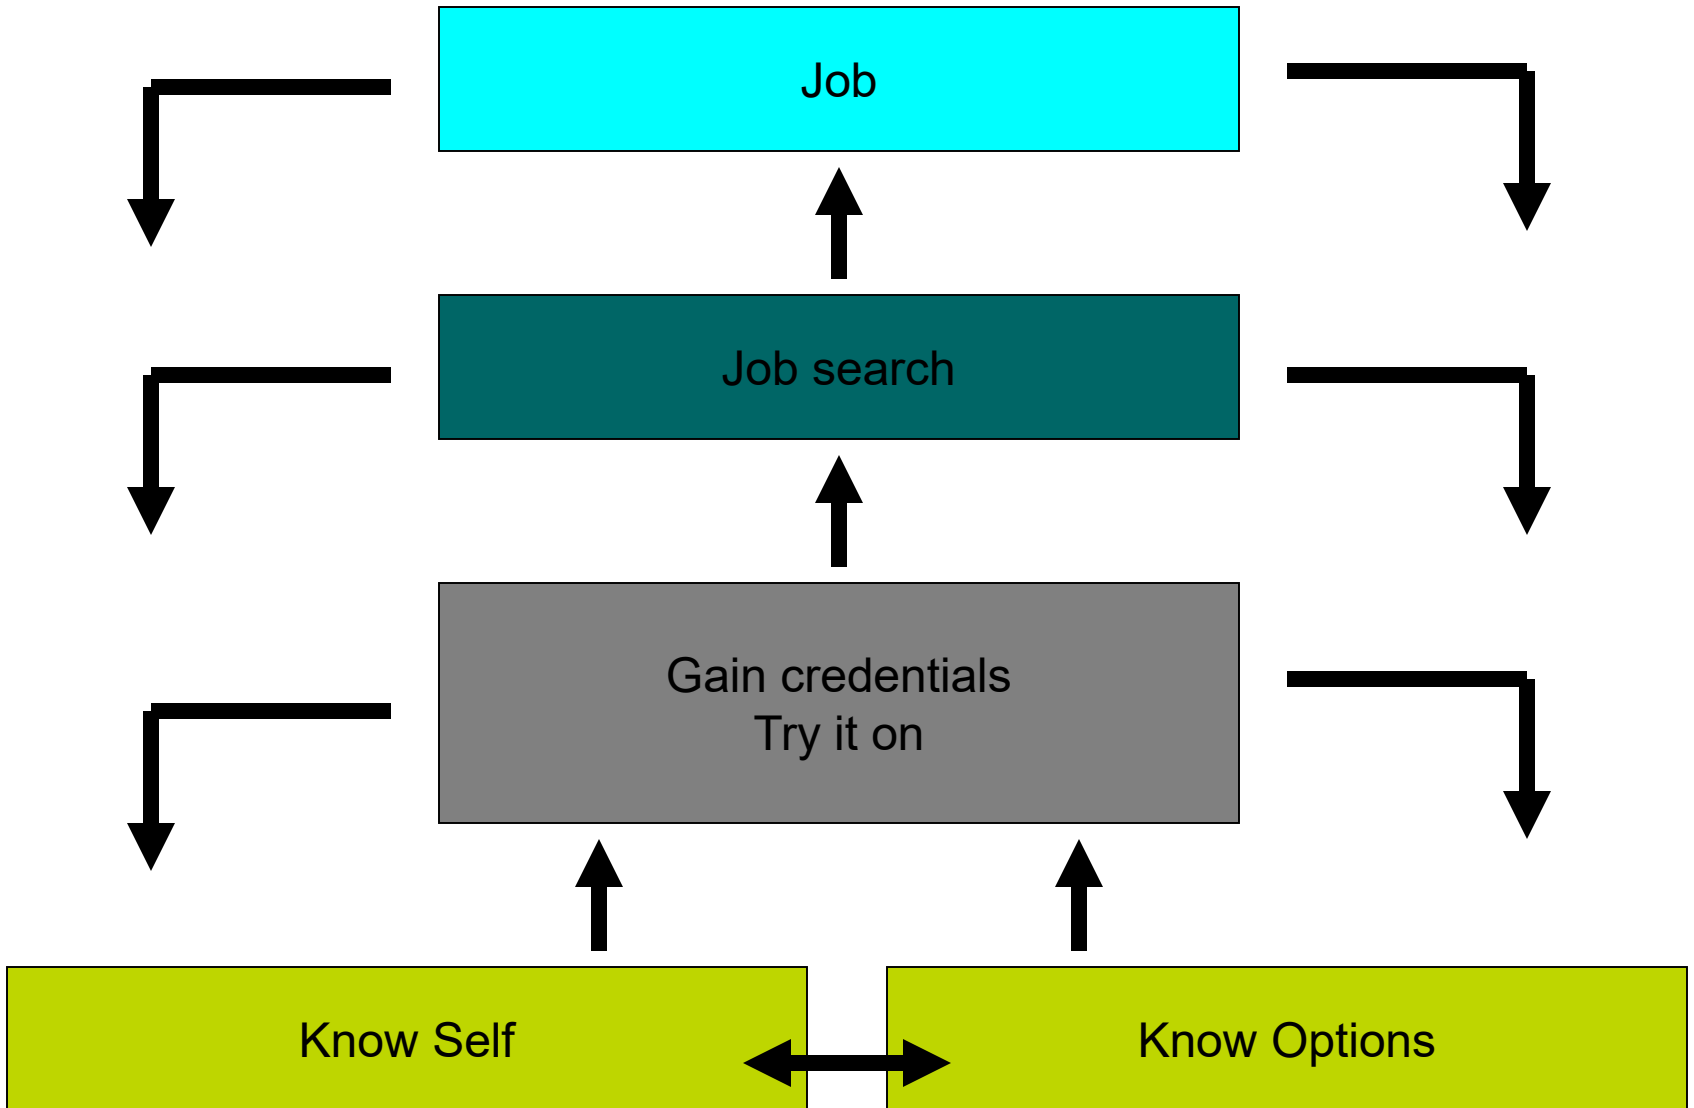 Job
Job search
Gain credentials
Try it on
Know Self
Know Options